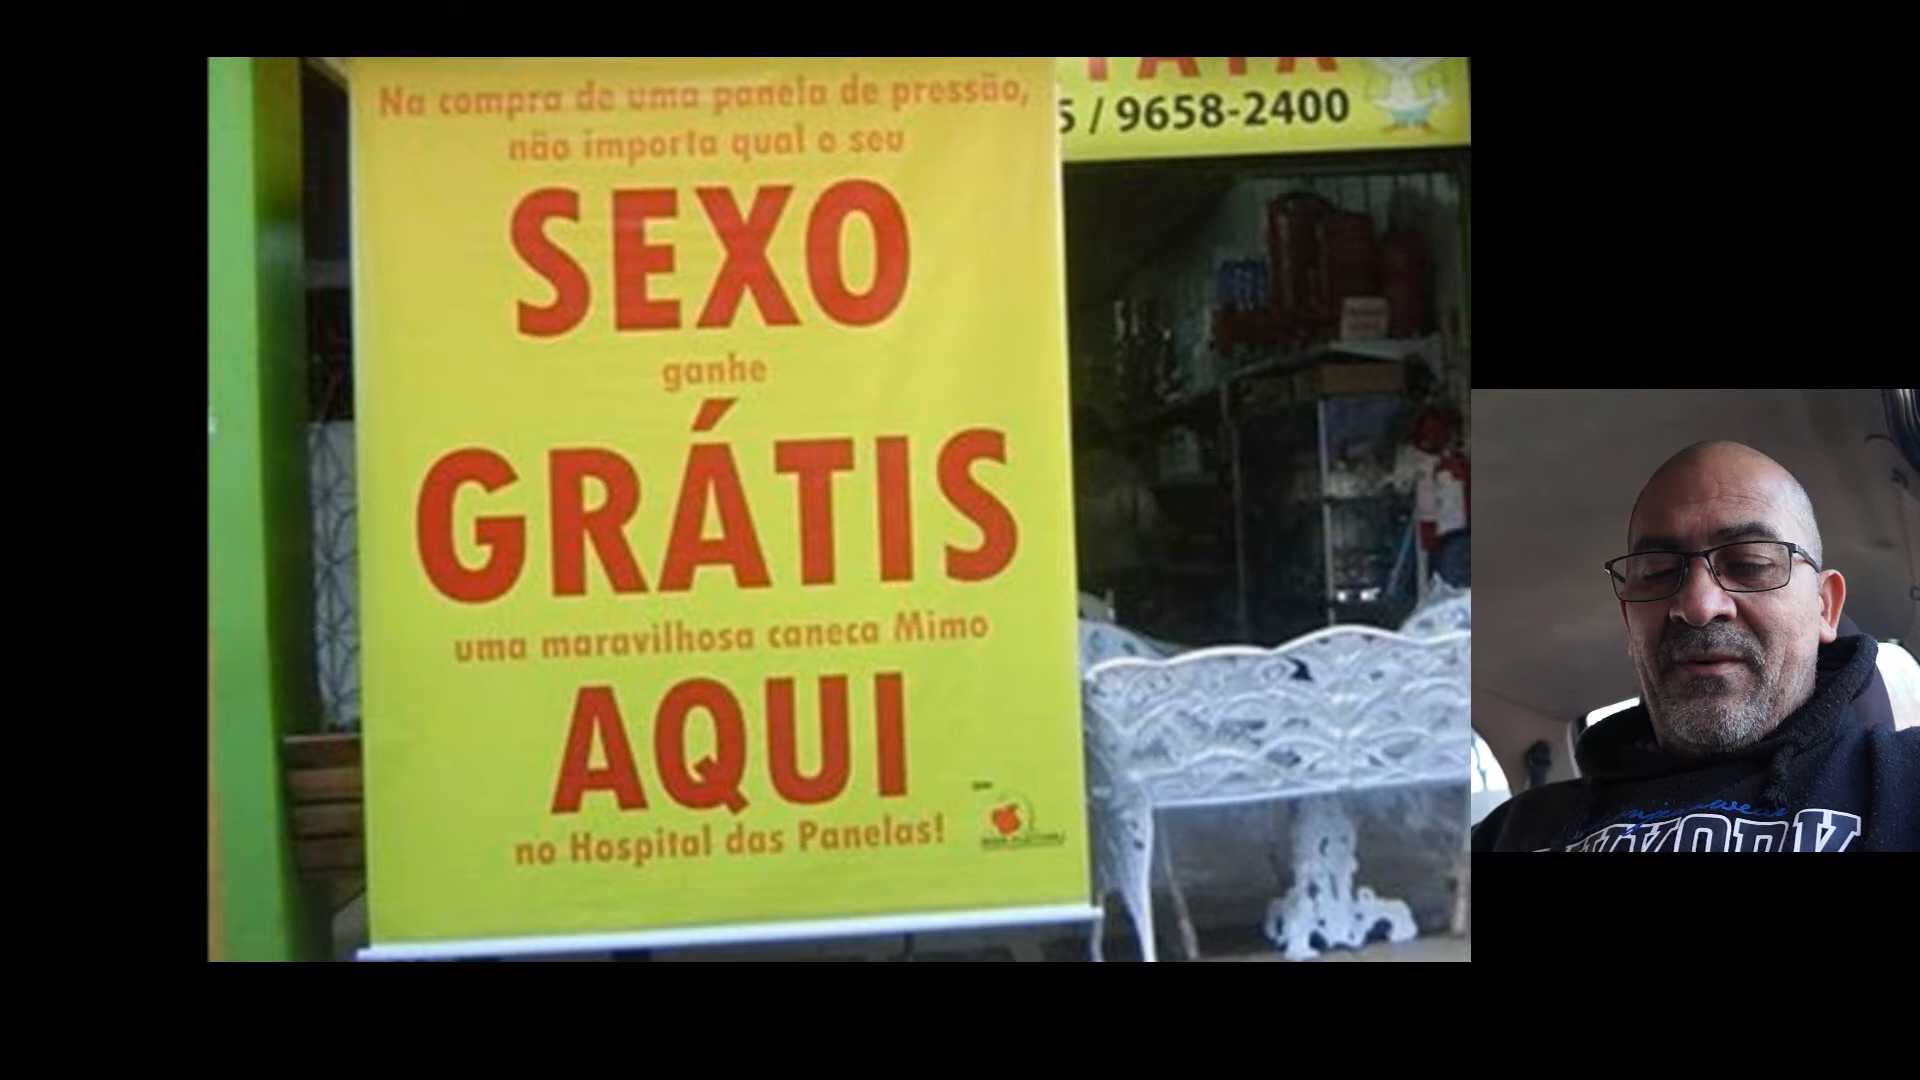 Na compra de uma panela de pressão,
não importa qual o seu
SEXO
ganhe
GRÁTIS
uma maravilhosa caneca Mimo
AQUI
no Hospital das Panelas!
5 / 9658-2400